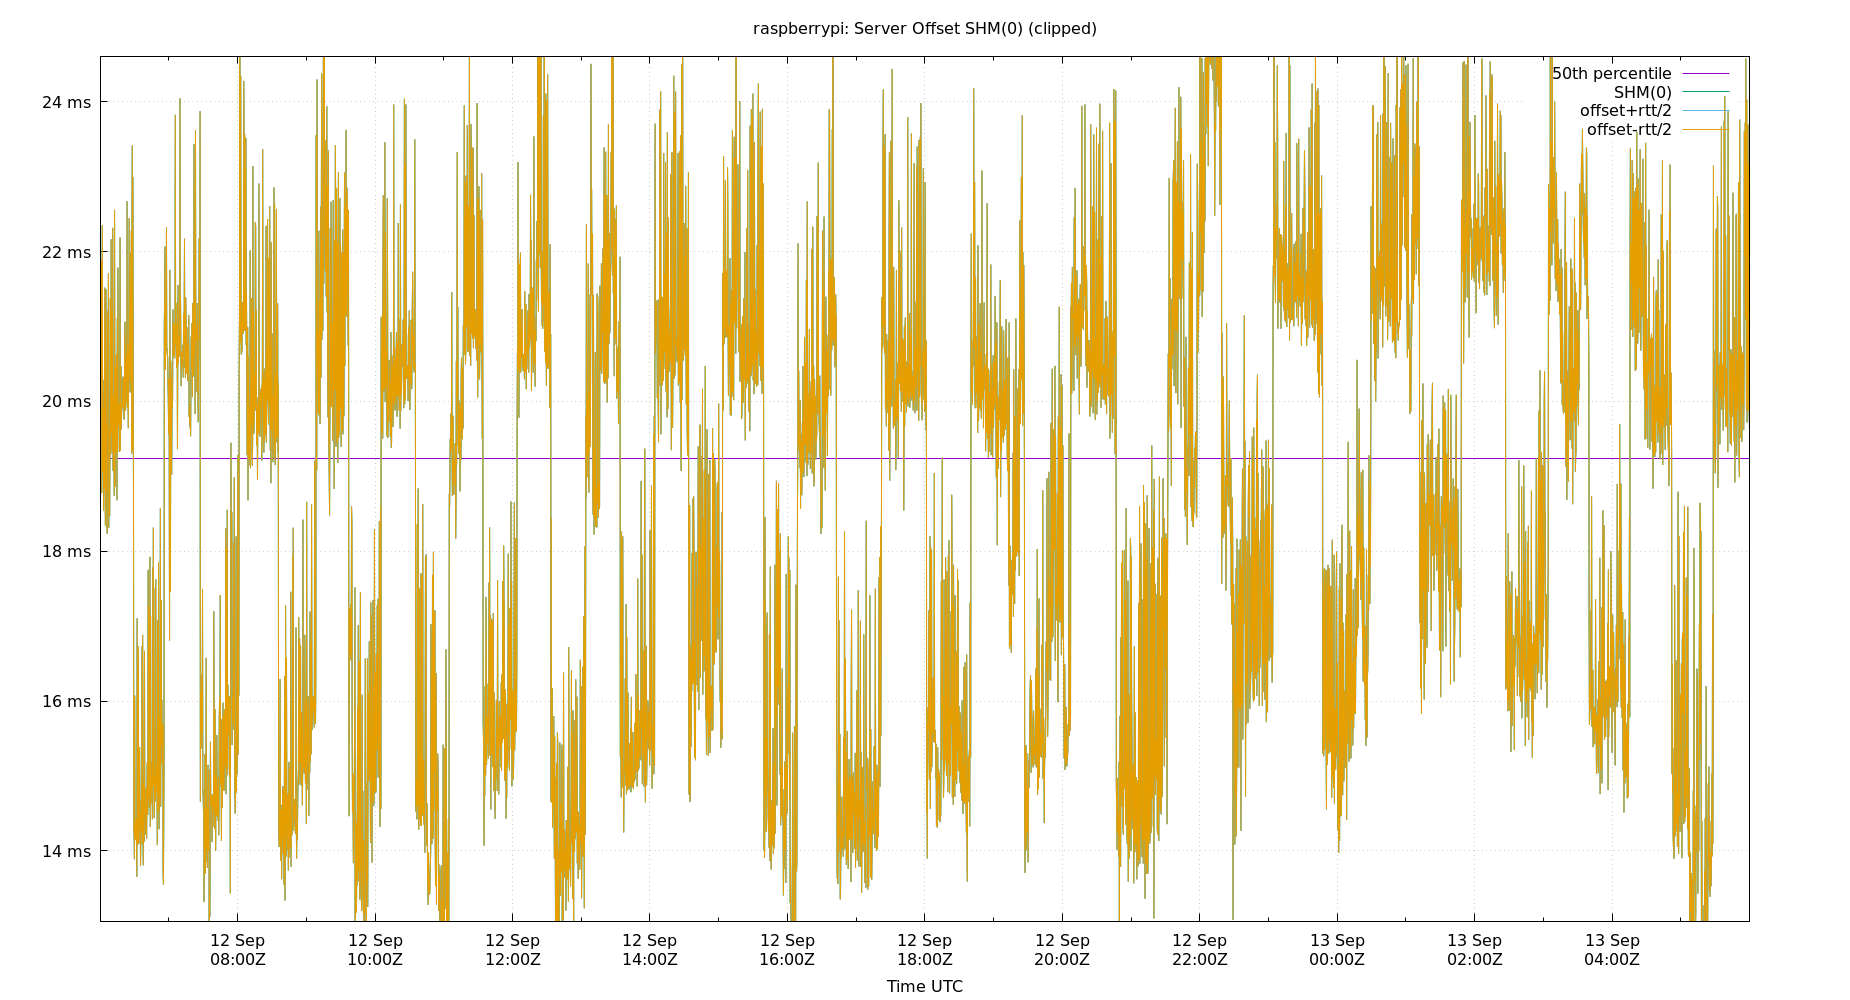 raspberrypi: Server Offset SHM(0) (clipped)
50th percentile
SHM(0)
offset+rtt/2
offset-rtt/2
24 ms
22 ms
20 ms
18 ms
16 ms
14 ms
12 Sep 12 Sep 12 Sep 12 Sep 12 Sep 12 Sep 12 Sep 12 Sep 13 Sep 13 Sep 13 Sep
08:00Z 10:00Z 12:00Z 14:00Z 16:00Z 18:00Z 20:00Z 22:00Z 00:00Z 02:00Z 04:00Z
Time UTC